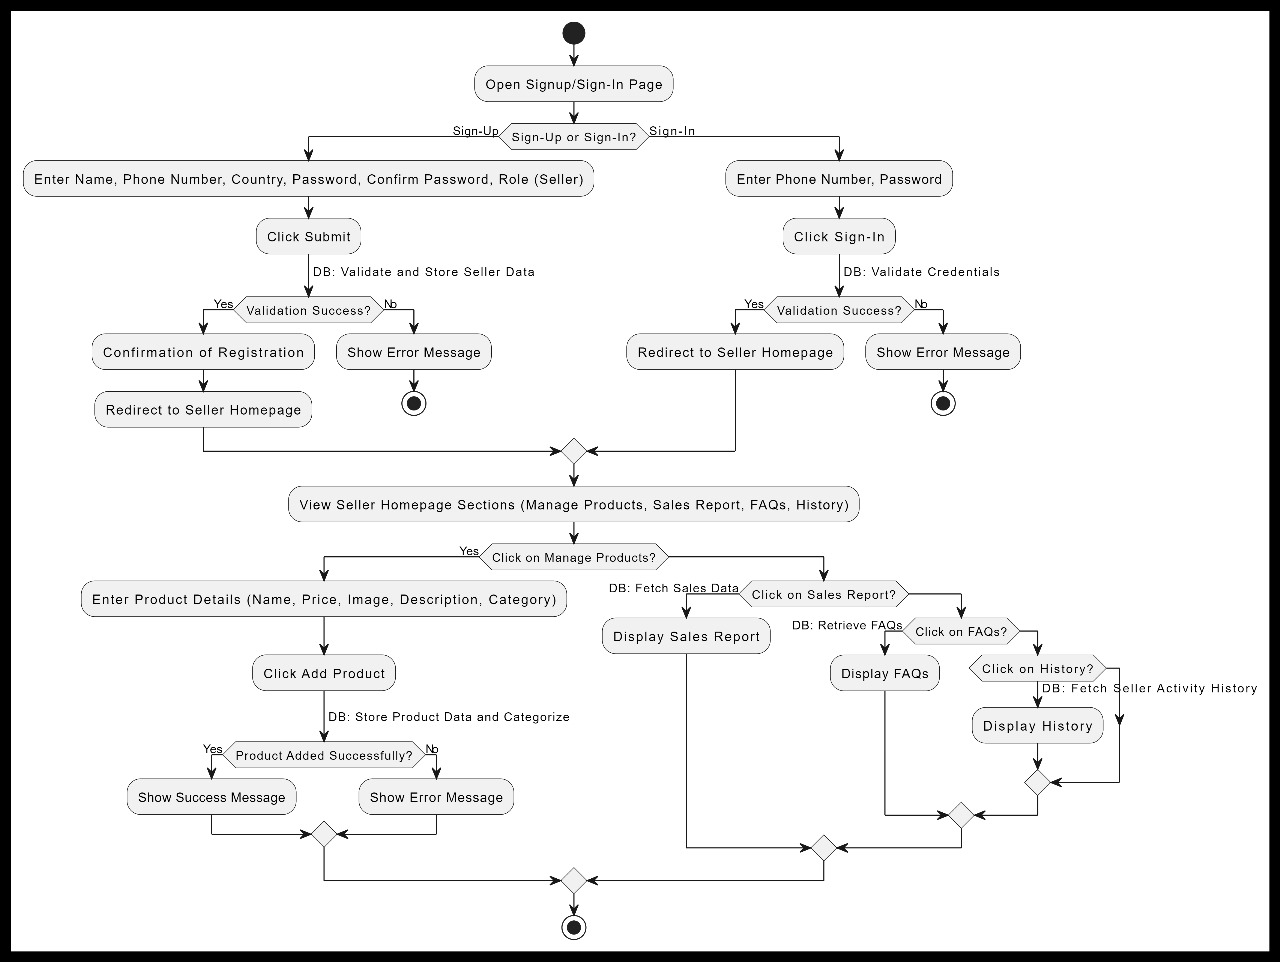 Open Signup/Sign-In Page
Sign-Up
Sign-Up or Sign-In?
Sign-In
Enter Name, Phone Number, Country, Password, Confirm Password, Role (Seller)
Enter Phone Number, Password
Click Submit
Click Sign-In
DB: Validate and Store Seller Data
DB: Validate Credentials
Yes
Validation Success?
No
Yes
Validation Success?
No
Confirmation of Registration
Show Error Message
Redirect to Seller Homepage
Show Error Message
Redirect to Seller Homepage
View Seller Homepage Sections (Manage Products, Sales Report, FAQs, History)
Yes
Click on Manage Products?
Enter Product Details (Name, Price, Image, Description, Category)
DB: Fetch Sales Data
Click on Sales Report?
Display Sales Report
DB: Retrieve FAQs
Click on FAQs?
Click Add Product
Display FAQs
Click on History?
DB: Fetch Seller Activity History
DB: Store Product Data and Categorize
Display History
Yes
Product Added Successfully?
No
Show Success Message
Show Error Message